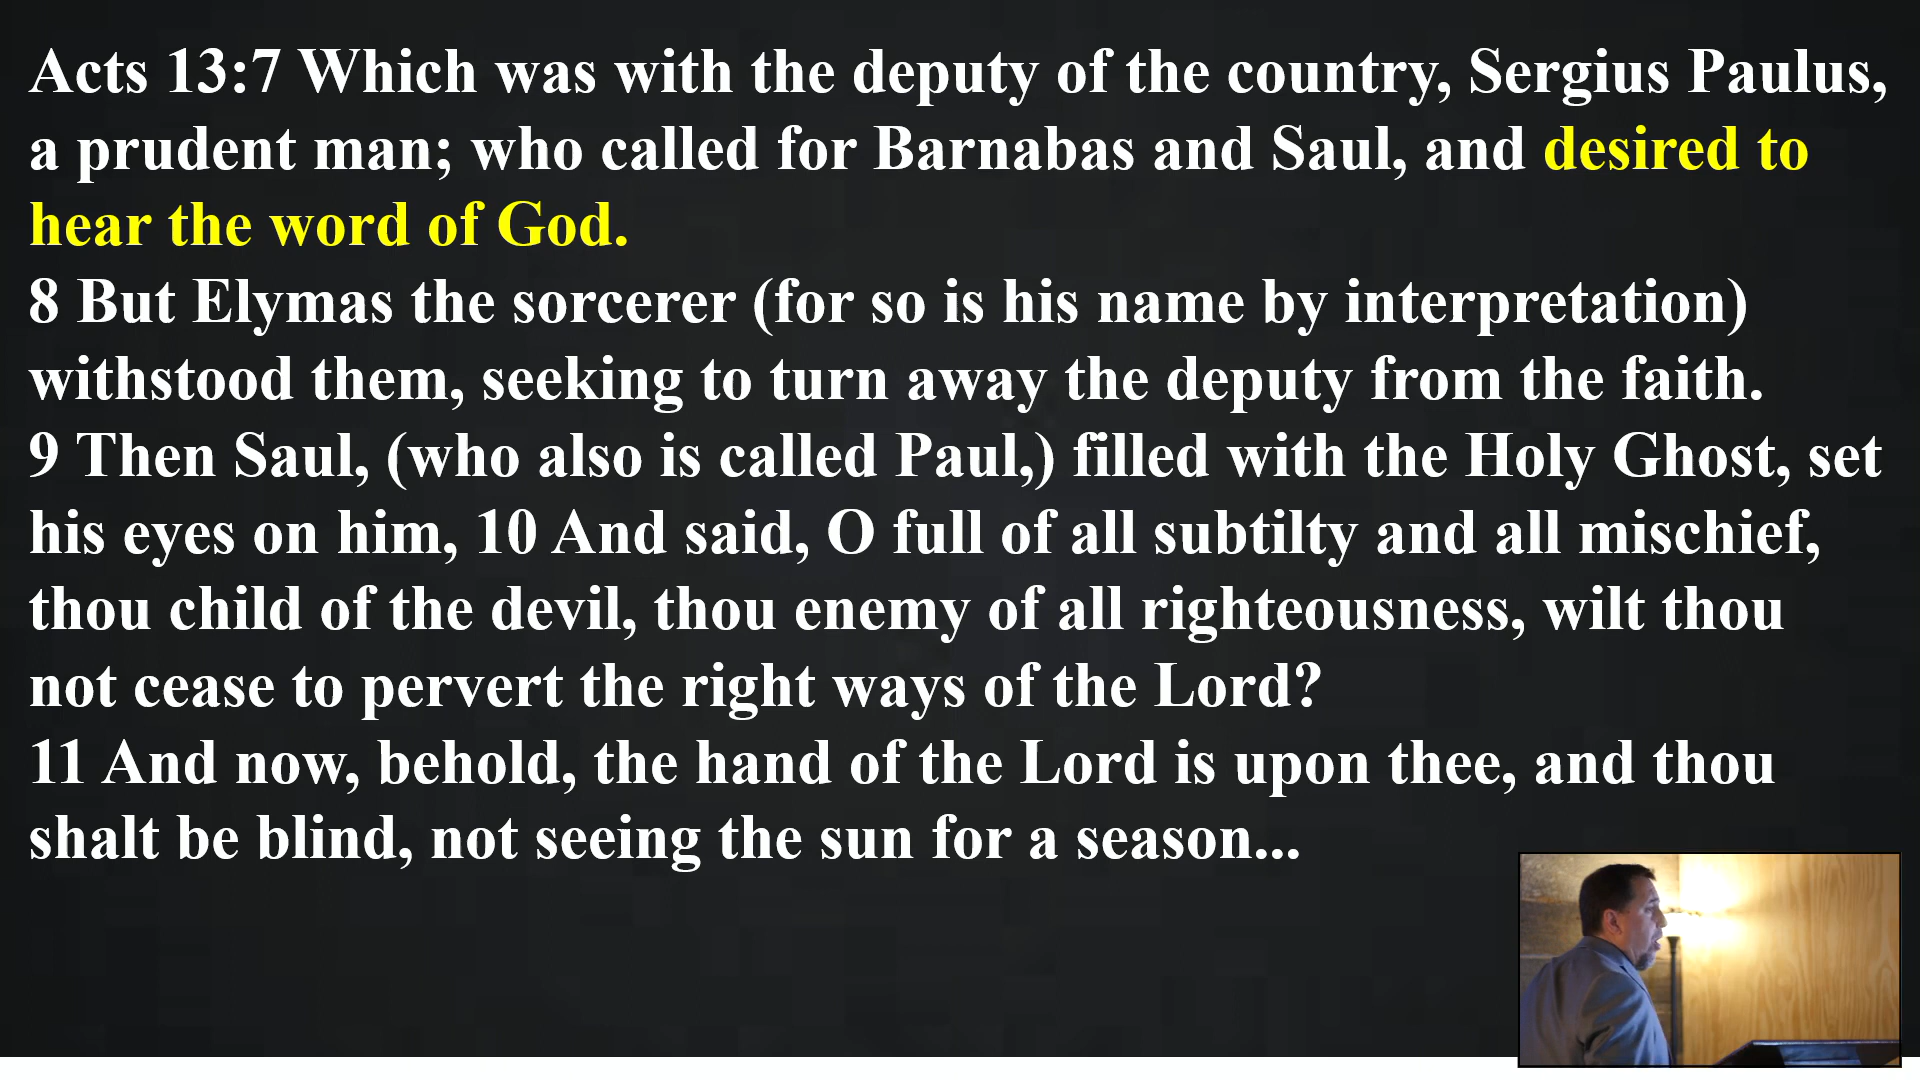 Acts 13:7 Which was with the deputy of the country, Sergius Paulus,
a prudent man; who called for Barnabas and Saul, and desired to
hear the word of God.
8 But Elymas the sorcerer (for so is his name by interpretation)
withstood them, seeking to turn away the deputy from the faith.
9 Then Saul, (who also is called Paul,) filled with the Holy Ghost, set
his eyes on him, 10 And said, O full of all subtilty and all mischief,
thou child of the devil, thou enemy of all righteousness, wilt thou
not cease to pervert the right ways of the Lord?
11 And now, behold, the hand of the Lord is upon thee, and thou
shalt be blind, not seeing the sun for a season...